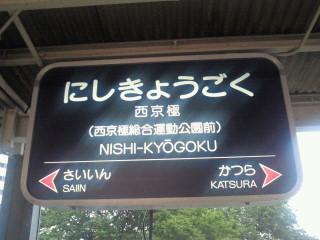 にしきょうごく
西京極
(西京極総合運動公園前)
NISHI-KYŌGOKU
さいいん かつら
SAIIN KATSURA